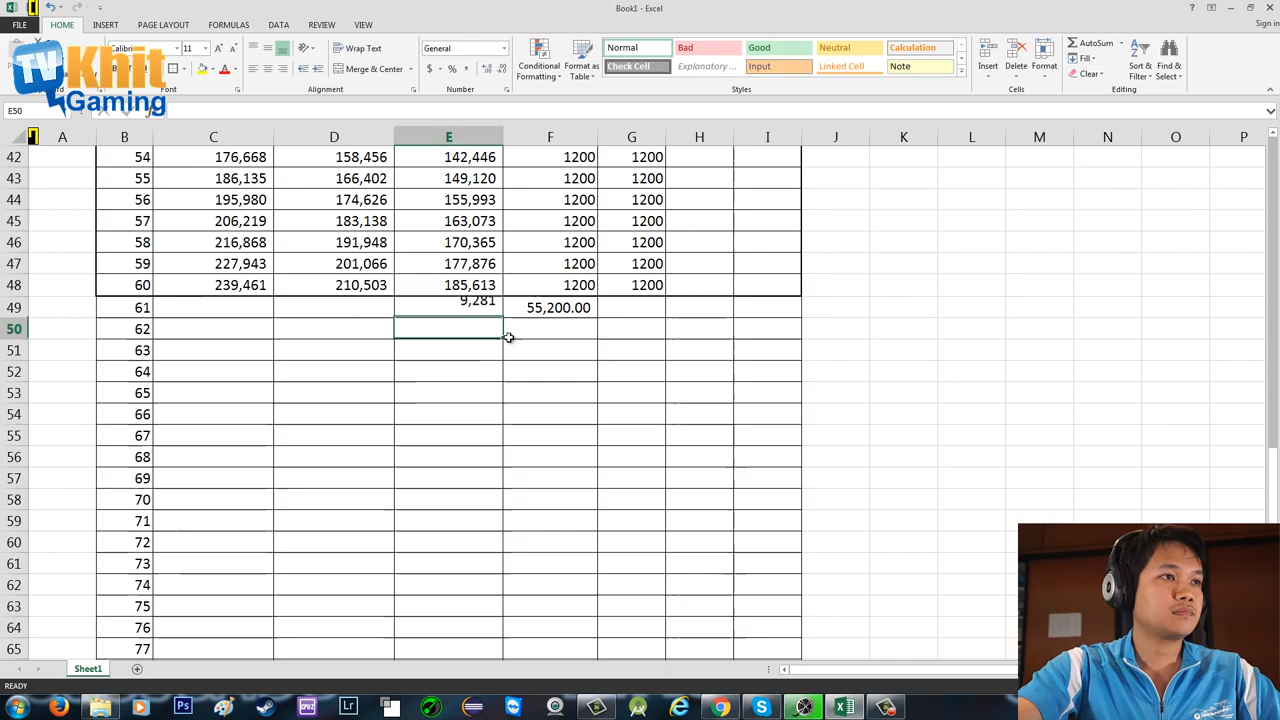 Book1 - Excel
Sign in
FILE HOME INSERT PAGE LAYOUT FORMULAS DATA REVIEW VIEW
TV Khit Gaming
Calibri 11 Wrap Text General Normal Bad Good Neutral Calculation AutoSum
Merge & Center $ % , Check Cell Explanatory ... Input Linked Cell Note Fill
Conditional Formatting Format as Table Insert Delete Format Clear Sort & Filter Find & Select
Font Alignment Number Styles Cells Editing
E50
A B C D E F G H I J K L M N O P
42 54 176,668 158,456 142,446 1200 1200
43 55 186,135 166,402 149,120 1200 1200
44 56 195,980 174,626 155,993 1200 1200
45 57 206,219 183,138 163,073 1200 1200
46 58 216,868 191,948 170,365 1200 1200
47 59 227,943 201,066 177,876 1200 1200
48 60 239,461 210,503 185,613 1200 1200
49 61 9,281 55,200.00
50 62
51 63
52 64
53 65
54 66
55 67
56 68
57 69
58 70
59 71
60 72
61 73
62 74
63 75
64 76
65 77
Sheet1
READY